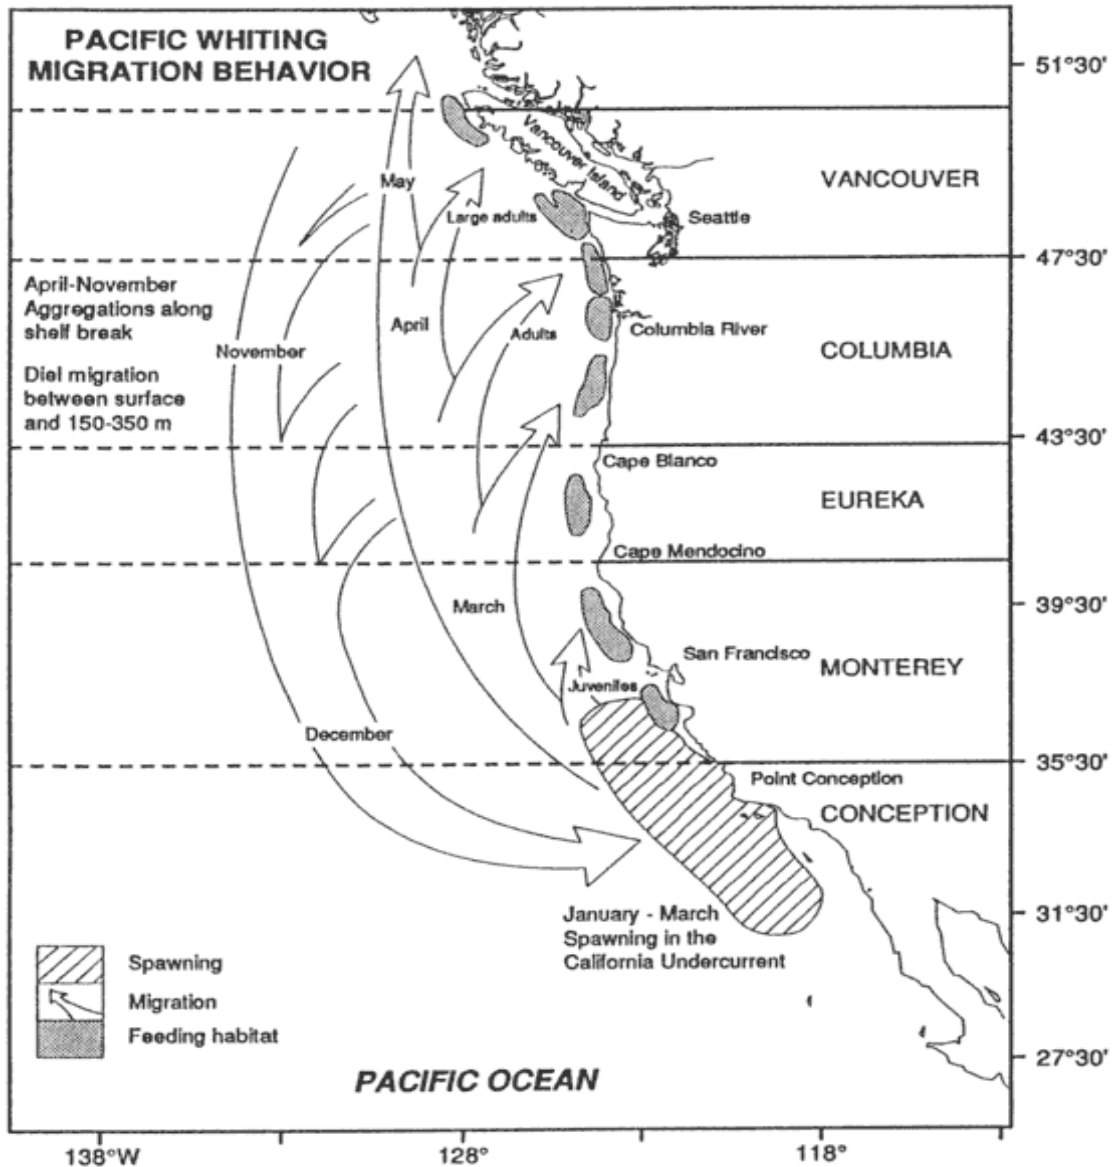 PACIFIC WHITING
MIGRATION BEHAVIOR
51°30'
Vancouver Island
May
VANCOUVER
Large adults
Seattle
47°30'
April-November
Aggregations along
shelf break
April
Adults
Columbia River
November
COLUMBIA
Diel migration
between surface
and 150-350 m
43°30'
Cape Blanco
EUREKA
Cape Mendocino
39°30'
March
San Francisco
MONTEREY
Juveniles
December
35°30'
Point Conception
CONCEPTION
31°30'
January - March
Spawning in the
California Undercurrent
Spawning
Migration
Feeding habitat
27°30'
PACIFIC OCEAN
138°W
128°
118°